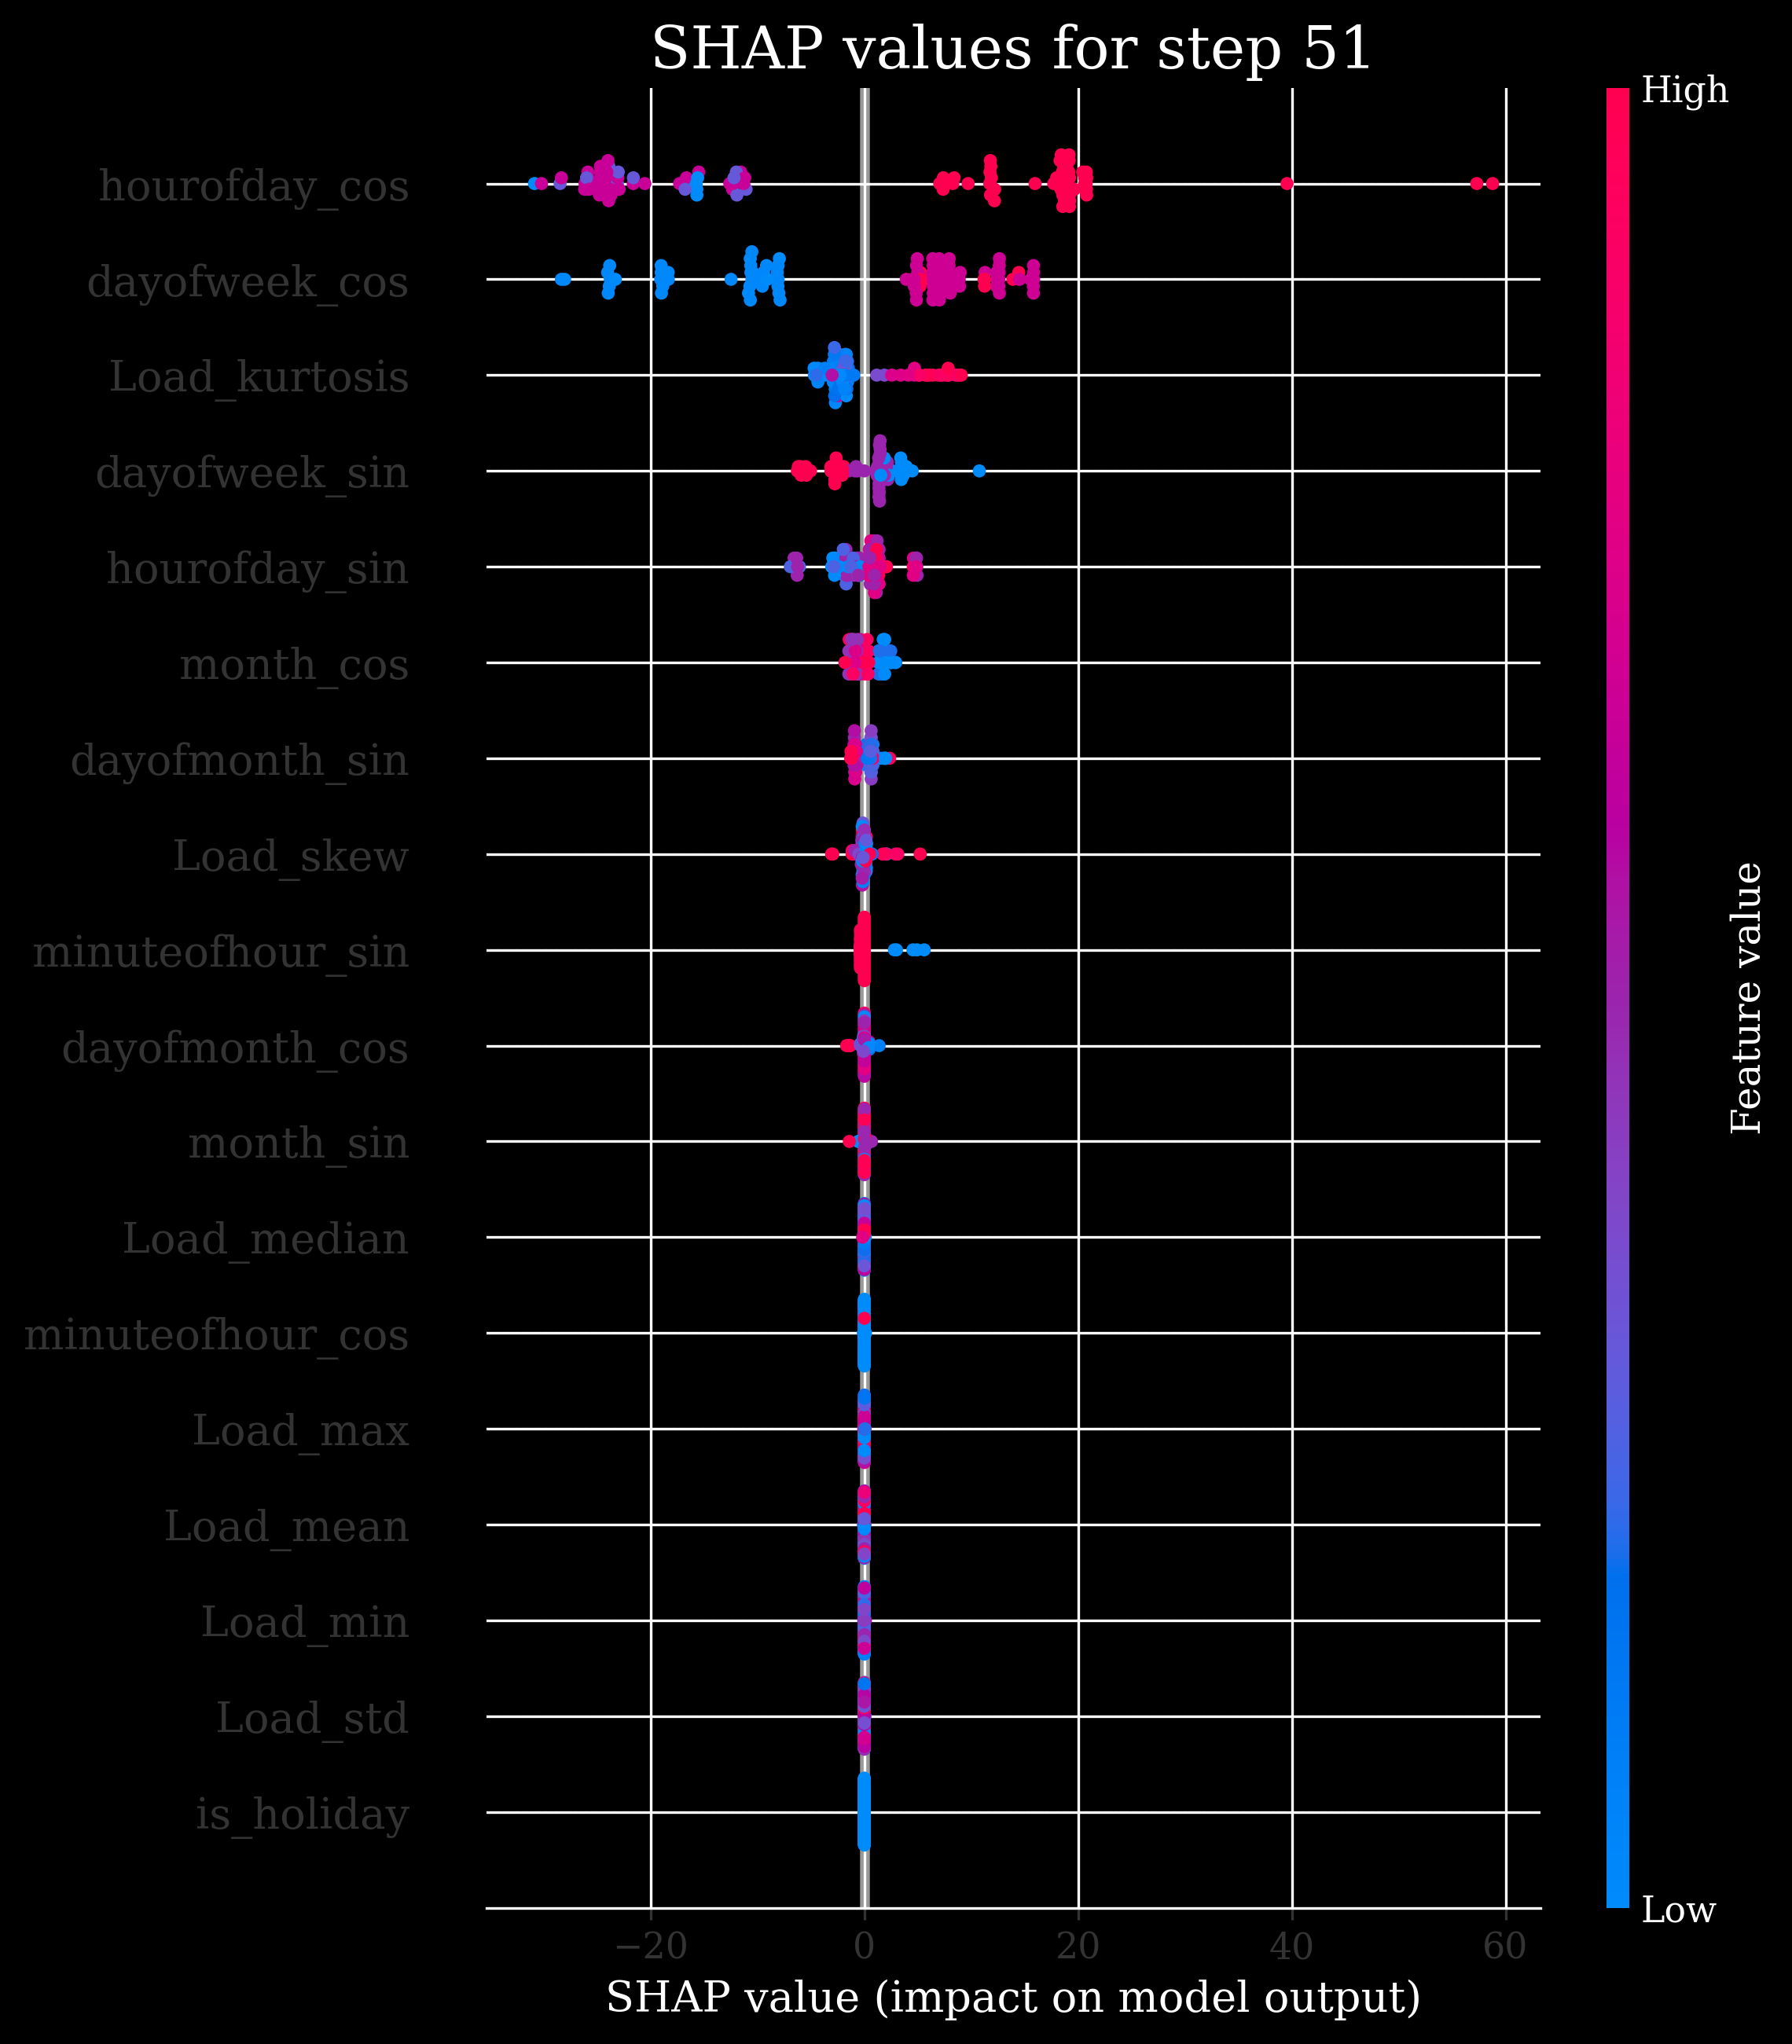 SHAP values for step 51
High
hourofday_cos
dayofweek_cos
Load_kurtosis
dayofweek_sin
hourofday_sin
month_cos
dayofmonth_sin
Load_skew
minuteofhour_sin
dayofmonth_cos
month_sin
Load_median
minuteofhour_cos
Load_max
Load_mean
Load_min
Load_std
is_holiday
Feature value
Low
−20 0 20 40 60
SHAP value (impact on model output)